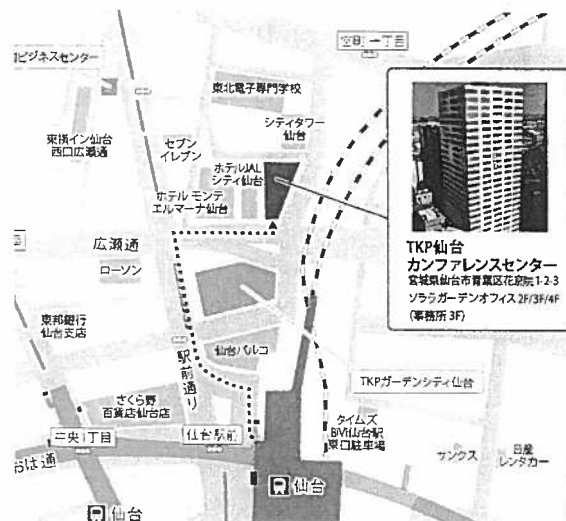 宮町一丁目
ビジネスセンター
東北電子専門学校
シティタワー
仙台
東横イン仙台
西口広瀬通
セブン
イレブン
ホテルJAL
シティ仙台
ホテル モンテ
エルマーナ仙台
TKP仙台
カンファレンスセンター
宮城県仙台市青葉区花京院1-2-3
ソララガーデンオフィス 2F/3F/4F
(事務所 3F)
広瀬通
ローソン
東邦銀行
仙台支店
仙台パルコ
駅前通り
TKPガーデンシティ仙台
さくら野
百貨店仙台店
タイムズ
BiVi仙台駅
東口駐車場
中央1丁目
仙台駅前
サンクス
日産
レンタカー
おは通
仙台
仙台